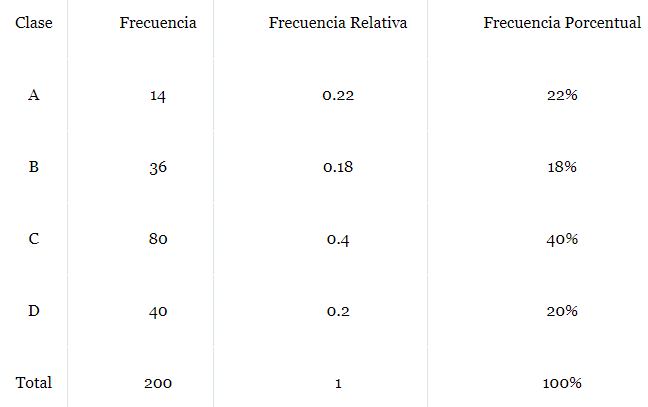 Clase Frecuencia Frecuencia Relativa Frecuencia Porcentual
A 14 0.22 22%
B 36 0.18 18%
C 80 0.4 40%
D 40 0.2 20%
Total 200 1 100%